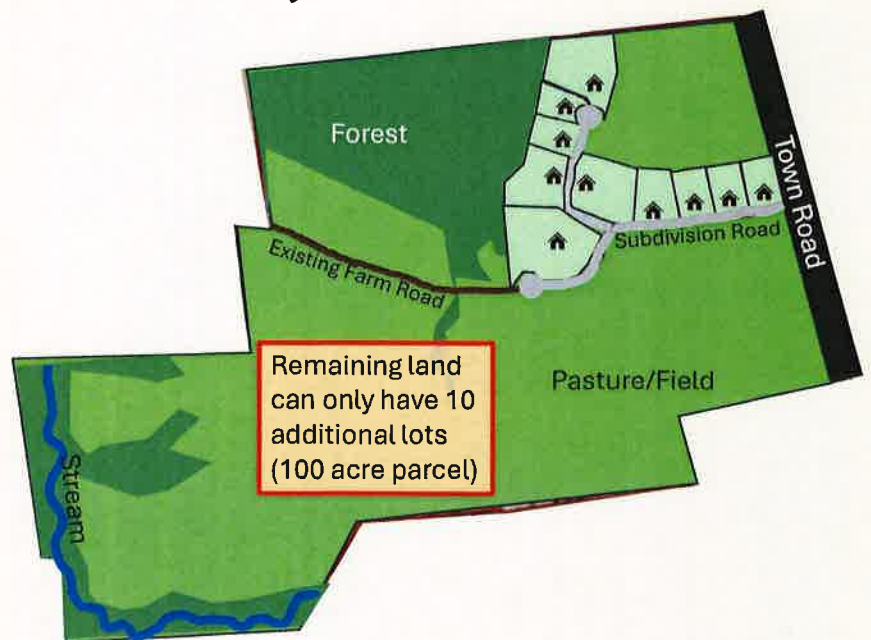 Forest
Town Road
Subdivision Road
Existing Farm Road
Remaining land
can only have 10
additional lots
(100 acre parcel)
Pasture/Field
Stream